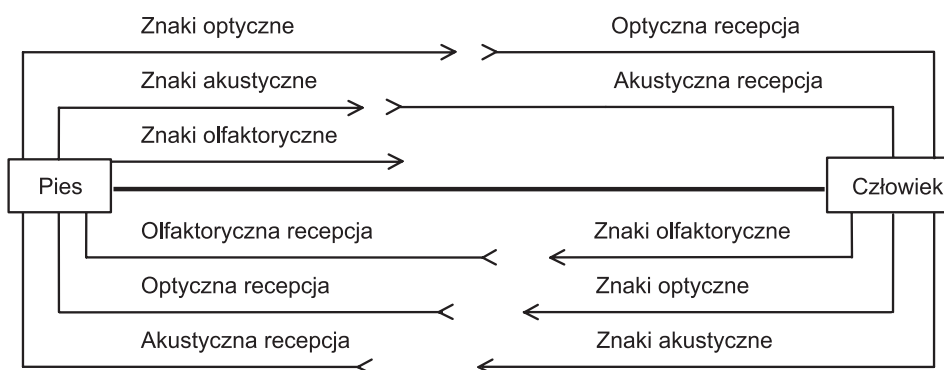 Znaki optyczne Optyczna recepcja
Znaki akustyczne Akustyczna recepcja
Znaki olfaktoryczne
Pies Człowiek
Olfaktoryczna recepcja Znaki olfaktoryczne
Optyczna recepcja Znaki optyczne
Akustyczna recepcja Znaki akustyczne